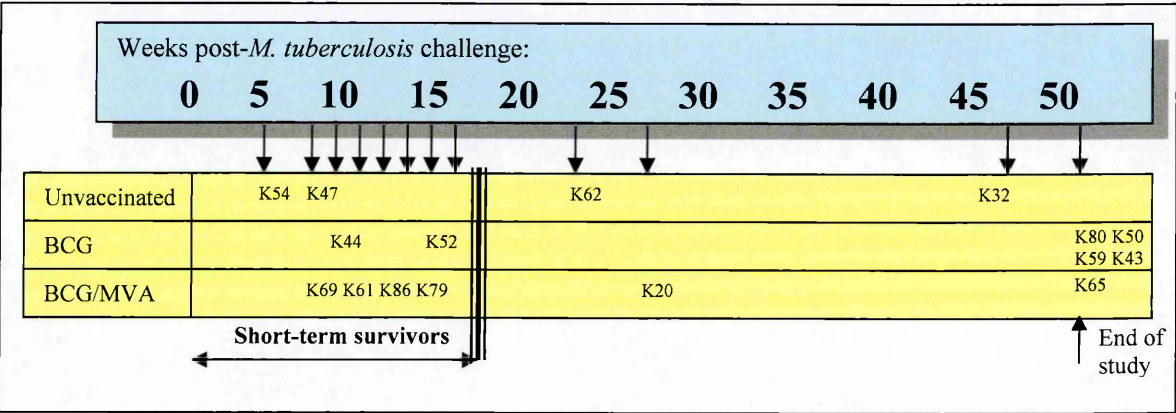 Weeks post-M. tuberculosis challenge:
0 5 10 15 20 25 30 35 40 45 50
Unvaccinated K54 K47 K62 K32
BCG K44 K52 K80 K50
K59 K43
BCG/MVA K69 K61 K86 K79 K20 K65
Short-term survivors
End of
study